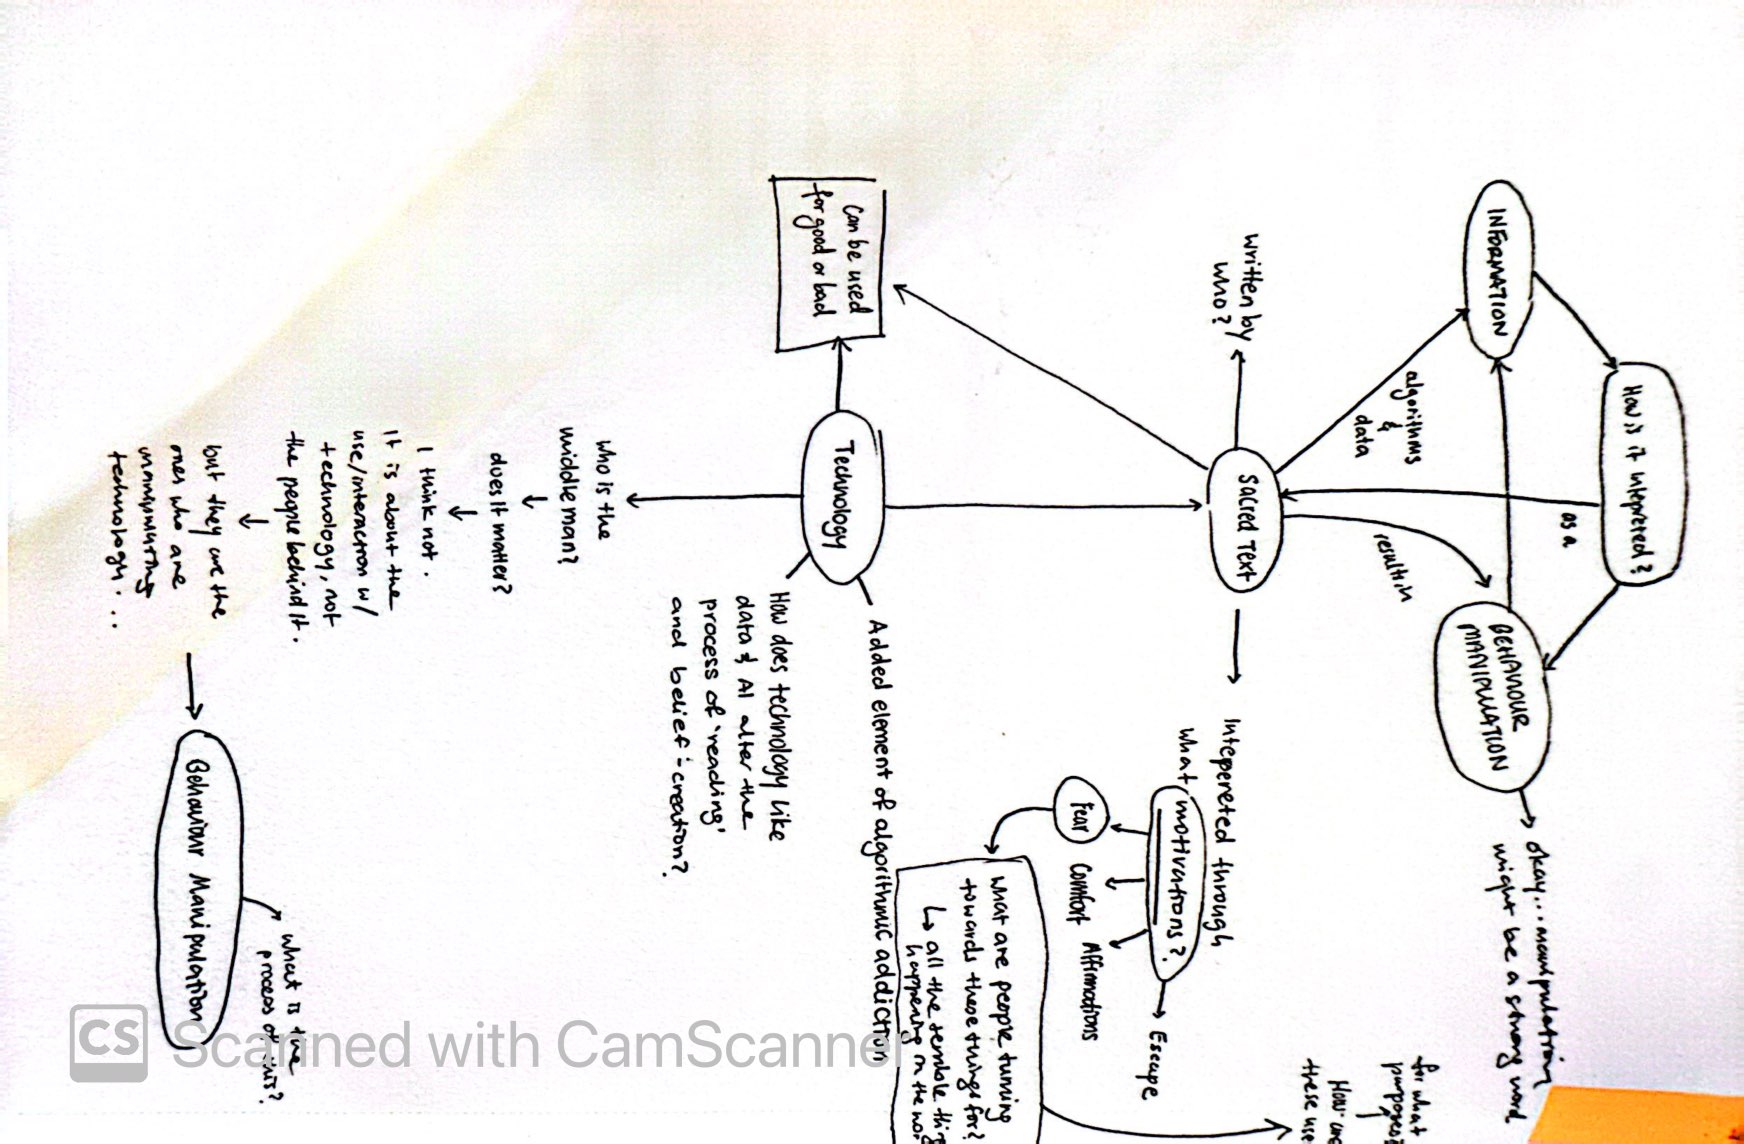 How is it intepreted?
as a
INFORMATION
BEHAVIOUR
MANIPULATION
okay... manipulation
might be a strong word
algorithms
&
data
results in
for what
purposes?
How are
these use
written by
who?
Sacred Text
Intepereted through
what motivations?
Escape
Fear
Comfort
Affirmations
what are people turning
towards these things for?
↳ all the terrible thing
happening in the wor
Can be used
for good or bad
Technology
Added element of algorithmic addiction
How does technology like
data & AI alter the
process of 'reading'
and belief-creation?
who is the
middle man?
does it matter?
I think not.
It is about the
use/interaction w/
technology, not
the people behind it.
but they are the
ones who are
manipulating
technology...
Behaviour Manipulation
what is the
process of this?
CS Scanned with CamScanner